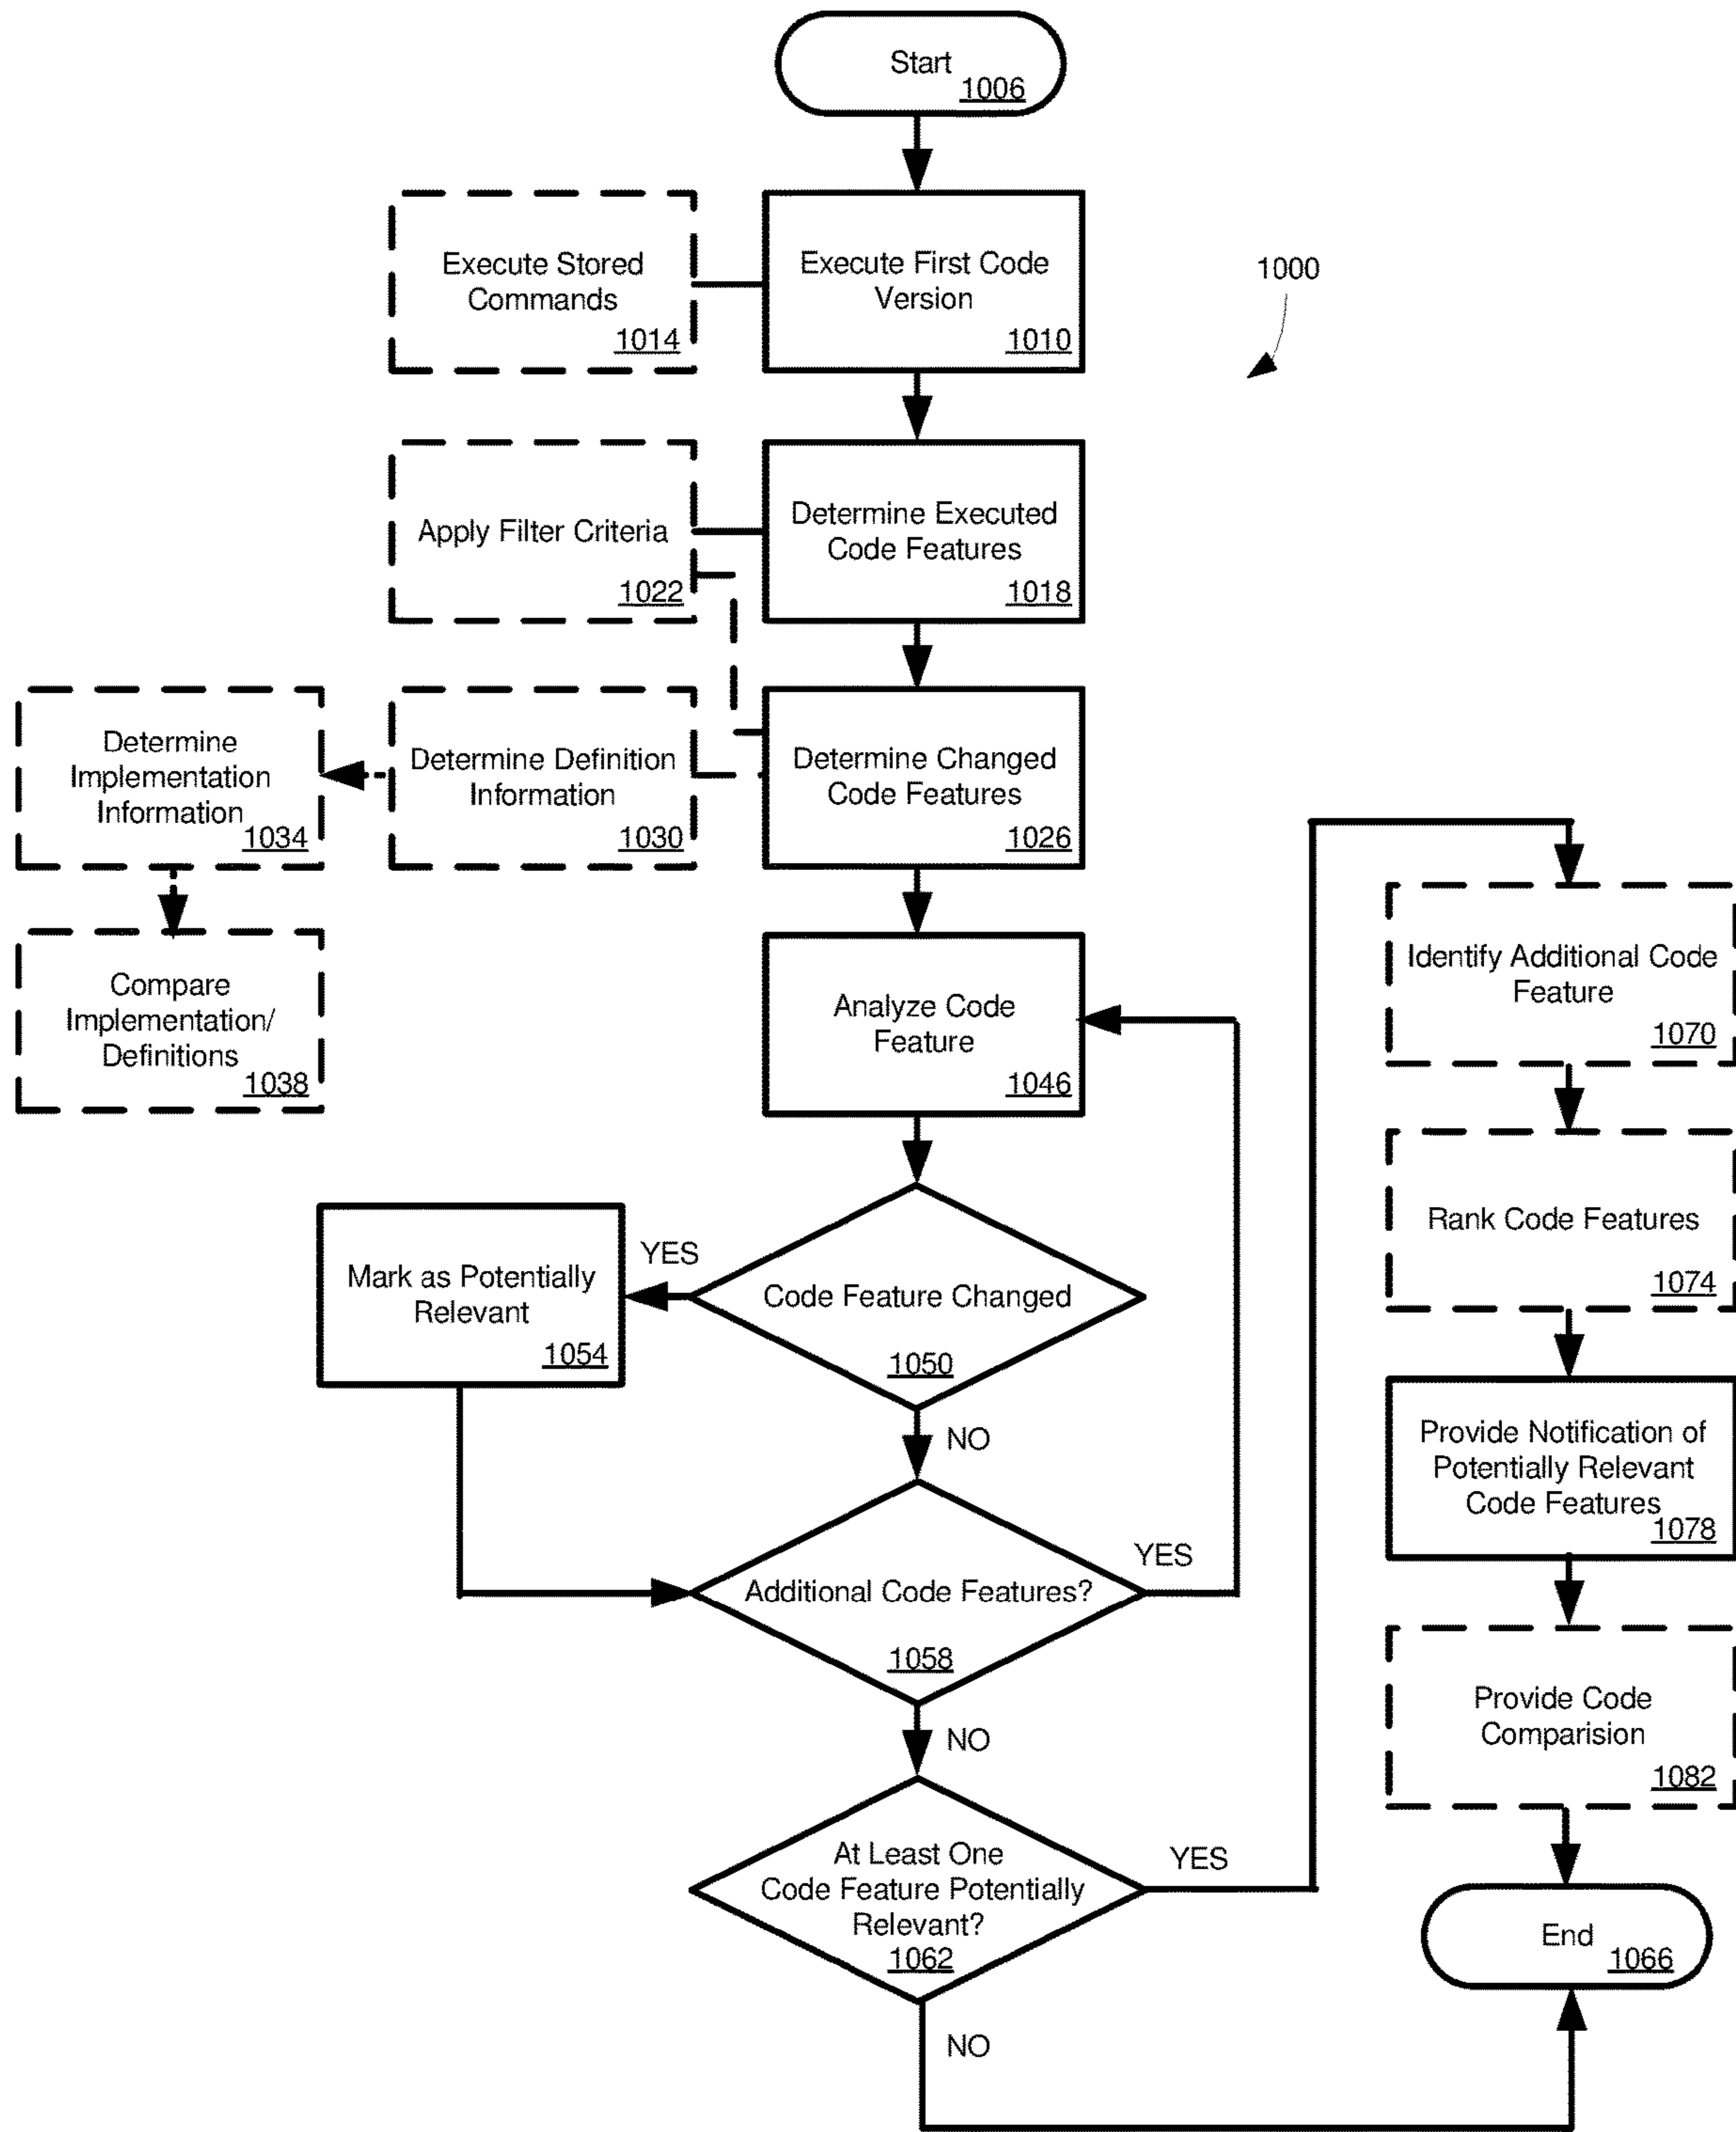 Start
1006
Execute Stored
Commands
1014
Execute First Code
Version
1010
1000
Apply Filter Criteria
1022
Determine Executed
Code Features
1018
Determine
Implementation
Information
1034
Determine Definition
Information
1030
Determine Changed
Code Features
1026
Compare
Implementation/
Definitions
1038
Analyze Code
Feature
1046
Mark as Potentially
Relevant
1054
YES
Code Feature Changed
1050
NO
Additional Code Features?
1058
YES
NO
At Least One
Code Feature Potentially
Relevant?
1062
YES
NO
Identify Additional Code
Feature
1070
Rank Code Features
1074
Provide Notification of
Potentially Relevant
Code Features
1078
Provide Code
Comparision
1082
End
1066